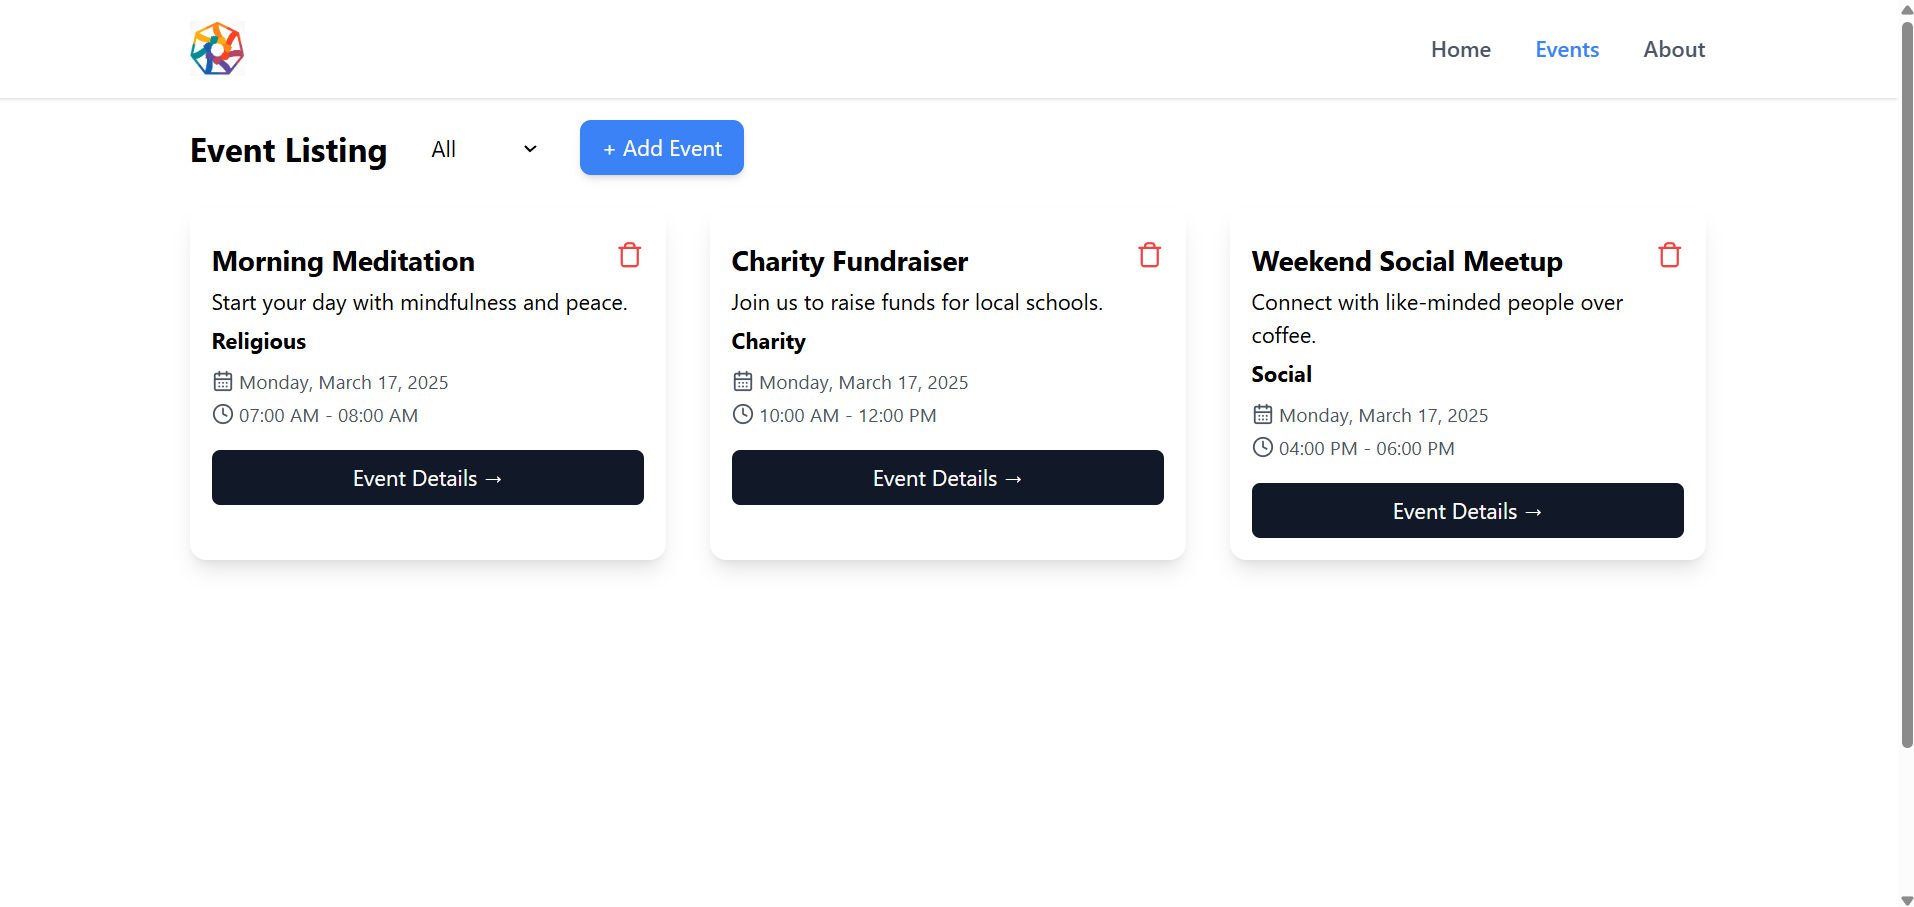 Home Events About
Event Listing All + Add Event
Morning Meditation
Start your day with mindfulness and peace.
Religious
Monday, March 17, 2025
07:00 AM - 08:00 AM
Event Details →
Charity Fundraiser
Join us to raise funds for local schools.
Charity
Monday, March 17, 2025
10:00 AM - 12:00 PM
Event Details →
Weekend Social Meetup
Connect with like-minded people over
coffee.
Social
Monday, March 17, 2025
04:00 PM - 06:00 PM
Event Details →